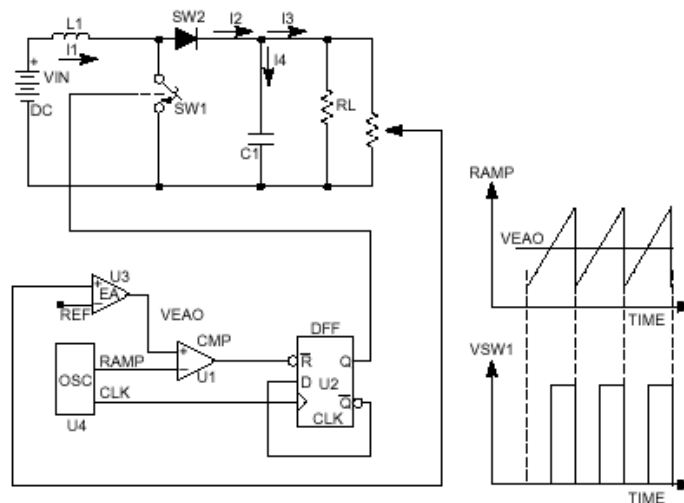 L1
I1
SW2
I2
I3
I4
+
VIN
DC
SW1
C1
RL
RAMP
VEAO
TIME
VSW1
TIME
U3
+
EA
−
REF
VEAO
CMP
+
−
U1
OSC
RAMP
CLK
U4
DFF
R
Q
D
U2
Q
CLK